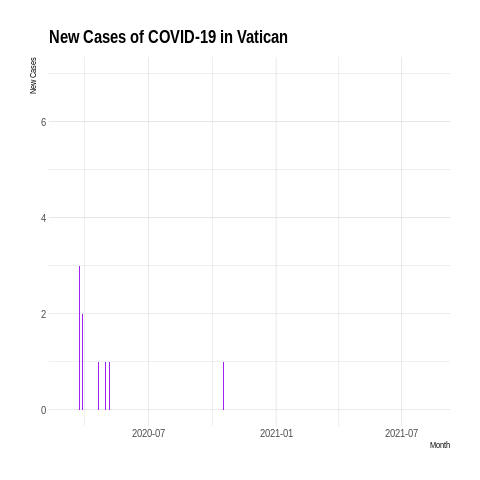 New Cases of COVID-19 in Vatican
New Cases
6
4
2
0
2020-07
2021-01
2021-07
Month